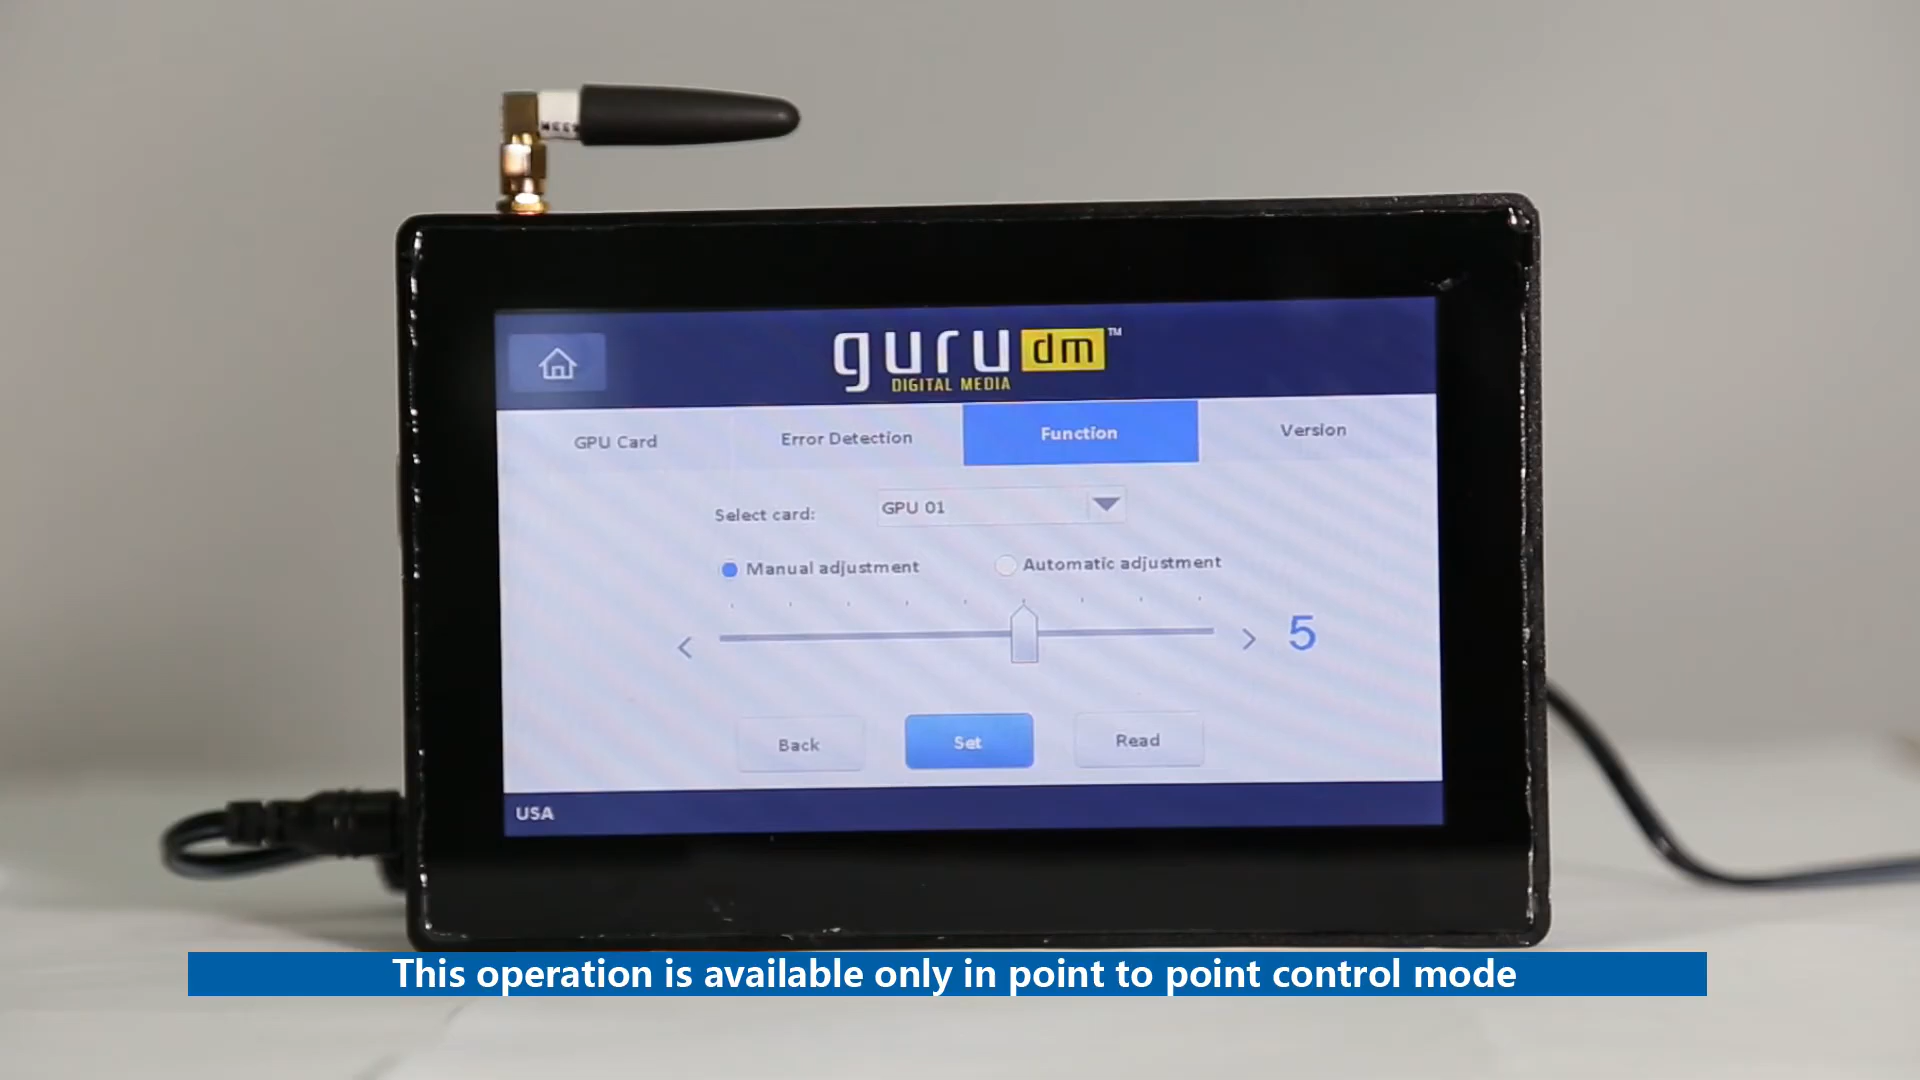 guru dm™
DIGITAL MEDIA
GPU Card Error Detection Function Version
Select card: GPU 01
Manual adjustment Automatic adjustment
< > 5
Back Set Read
USA
This operation is available only in point to point control mode